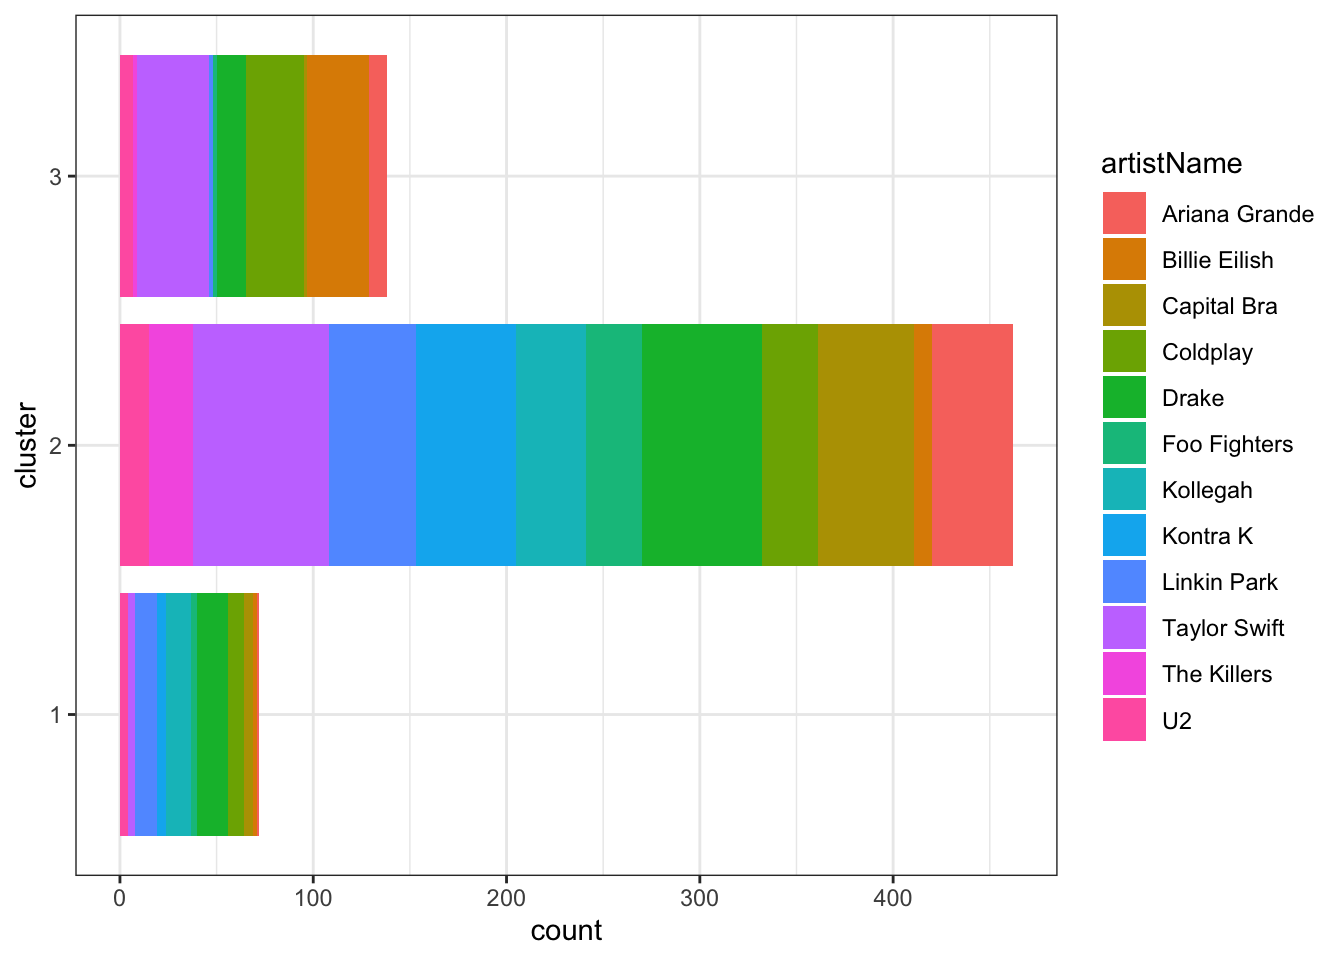 3
2
1
cluster
0 100 200 300 400
count
artistName
Ariana Grande
Billie Eilish
Capital Bra
Coldplay
Drake
Foo Fighters
Kollegah
Kontra K
Linkin Park
Taylor Swift
The Killers
U2